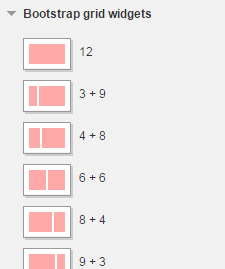 Bootstrap grid widgets
12
3 + 9
4 + 8
6 + 6
8 + 4
9 + 3